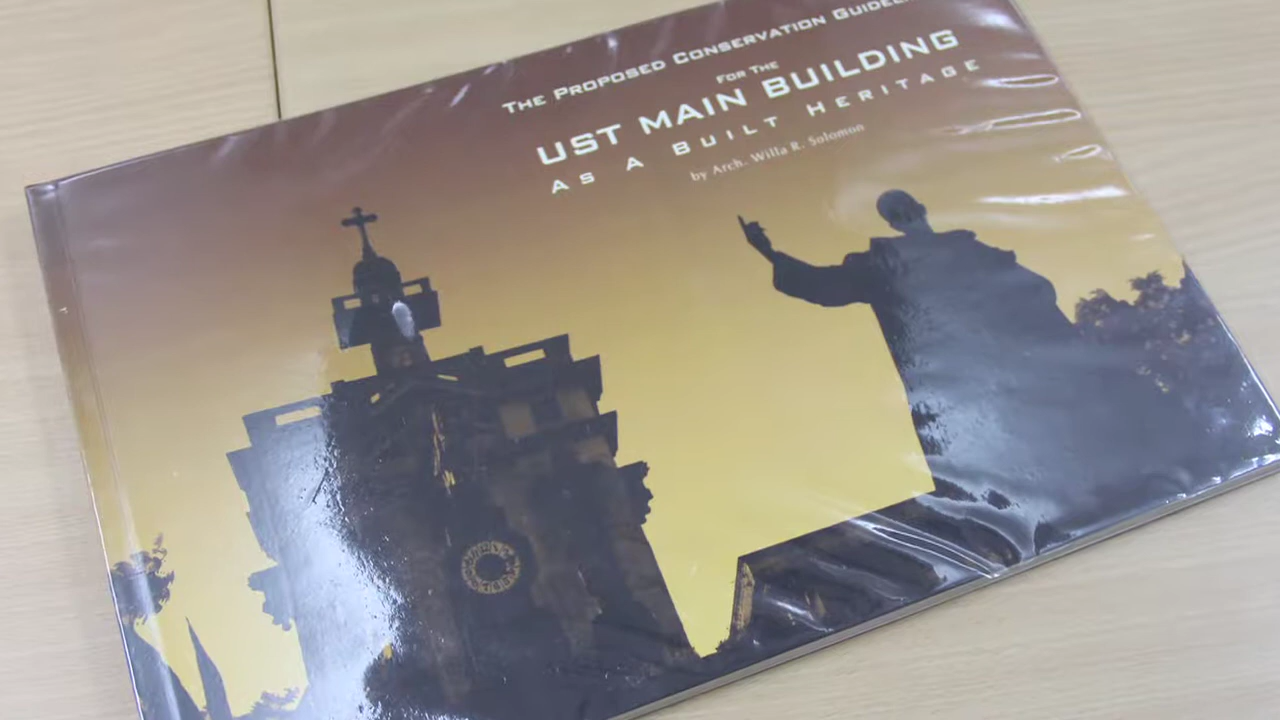 THE PROPOSED CONSERVATION
FOR THE
UST MAIN BUILDING
AS A BUILT HERITAGE
by Arch. Willa R. Solomon